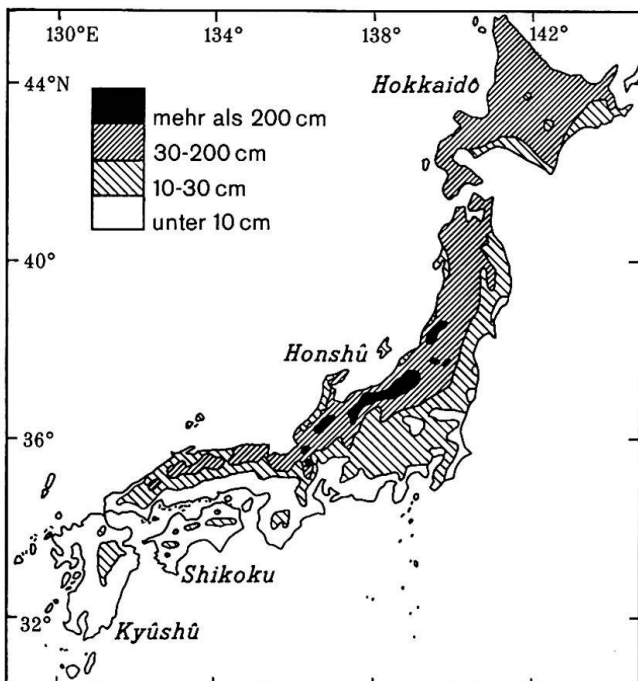 130°E 134° 138° 142°
44°N
Hokkaidô
mehr als 200 cm
30-200 cm
10-30 cm
unter 10 cm
40°
Honshû
36°
Shikoku
32°
Kyûshû